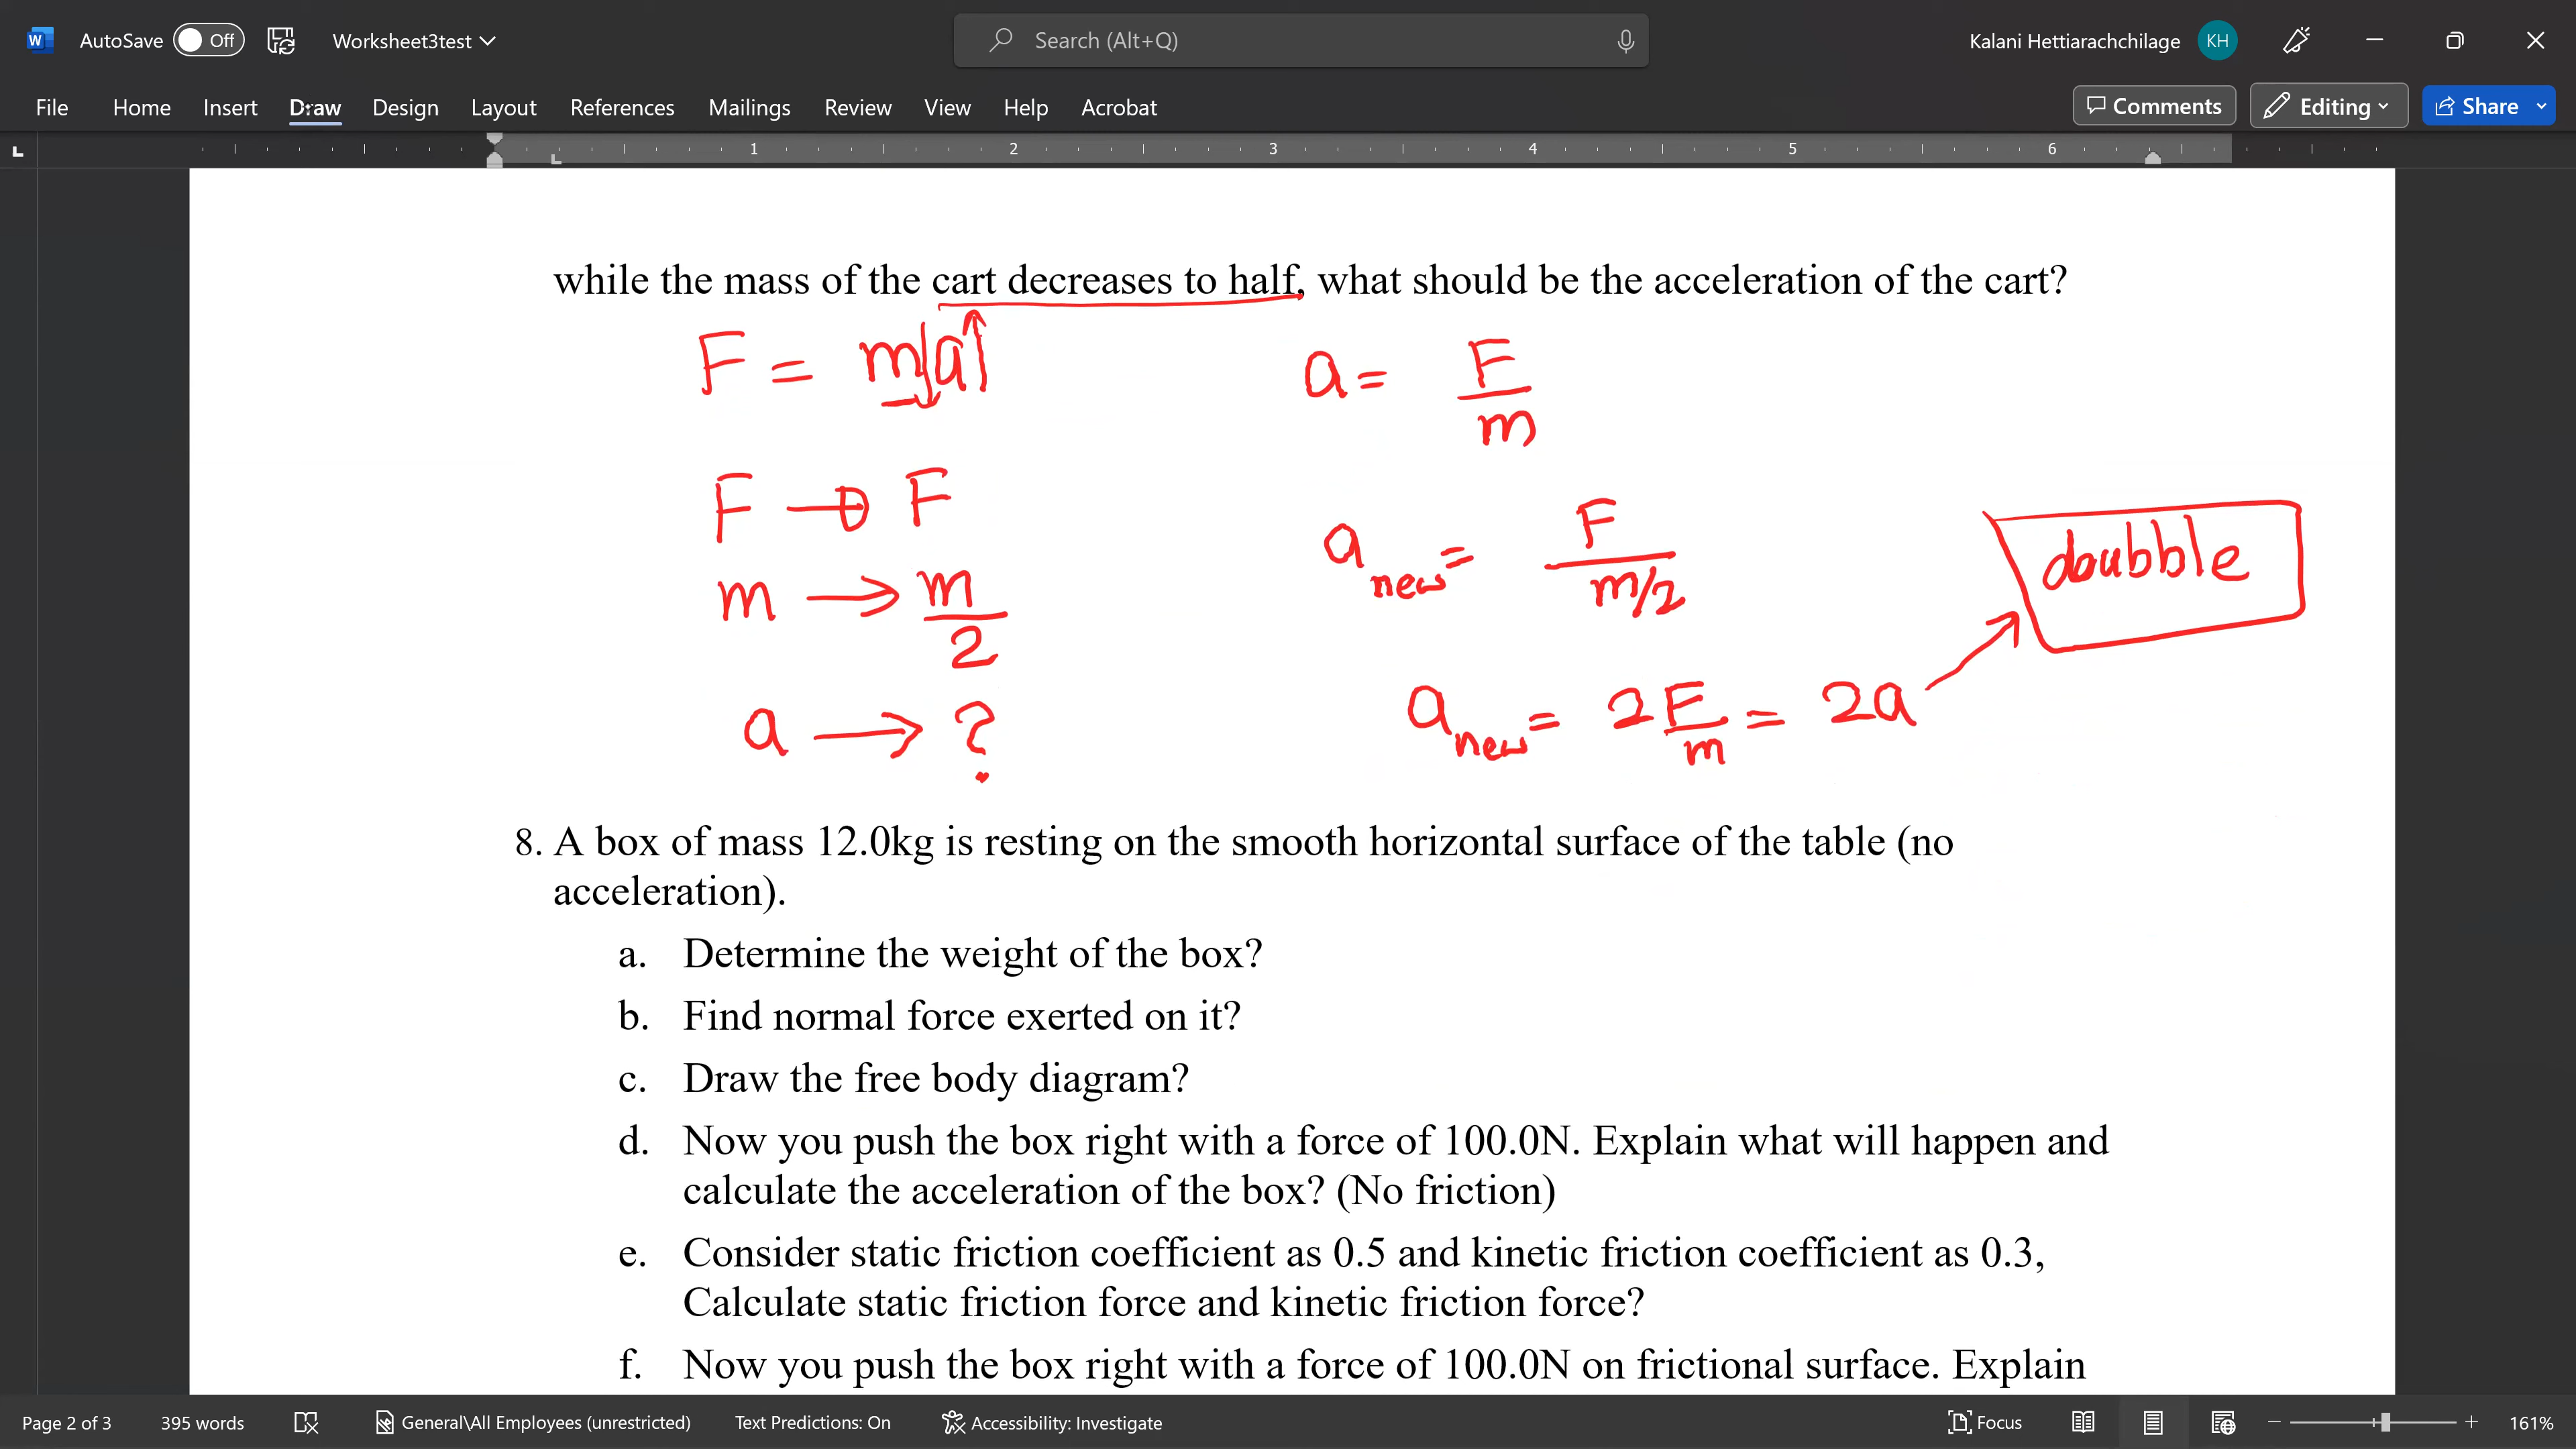 AutoSave Off Worksheet3test Search (Alt+Q) Kalani Hettiarachchilage KH
File Home Insert Draw Design Layout References Mailings Review View Help Acrobat Comments Editing Share
1 2 3 4 5 6
while the mass of the cart decreases to half, what should be the acceleration of the cart?
F = m↓a↑
a = F/m
F → F
a new = F / m/2
doubble
m → m/2
a → ?
a new = 2F/m = 2a
8. A box of mass 12.0kg is resting on the smooth horizontal surface of the table (no
acceleration).
a. Determine the weight of the box?
b. Find normal force exerted on it?
c. Draw the free body diagram?
d. Now you push the box right with a force of 100.0N. Explain what will happen and
calculate the acceleration of the box? (No friction)
e. Consider static friction coefficient as 0.5 and kinetic friction coefficient as 0.3,
Calculate static friction force and kinetic friction force?
f. Now you push the box right with a force of 100.0N on frictional surface. Explain
Page 2 of 3 395 words General\All Employees (unrestricted) Text Predictions: On Accessibility: Investigate Focus 161%